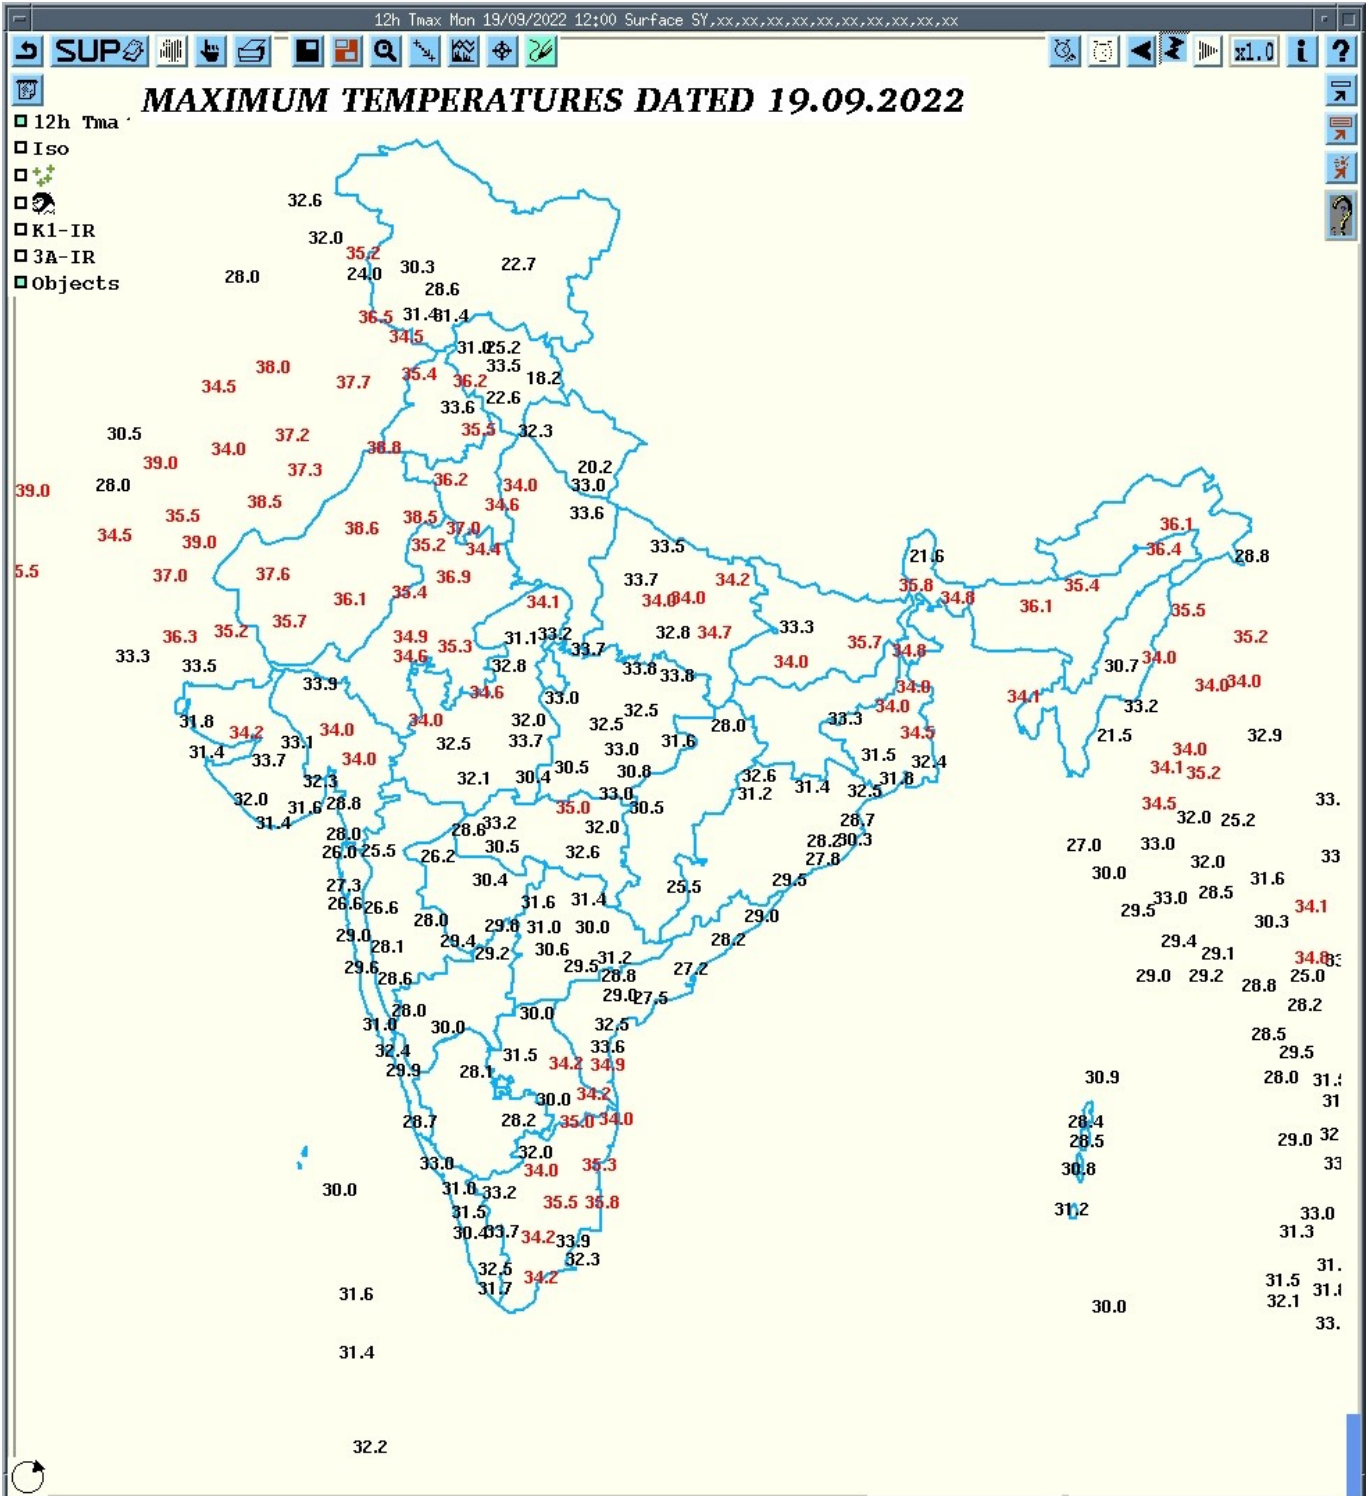 12h Tmax Mon 19/09/2022 12:00 Surface SY,xx,xx,xx,xx,xx,xx,xx,xx,xx,xx
SUP x1.0 i ?
MAXIMUM TEMPERATURES DATED 19.09.2022
12h Tma
Iso
K1-IR
3A-IR
Objects
32.6
32.0
35.2
28.0 24.0 30.3 22.7
28.6
36.5 31.4 31.4
34.5
31.0 25.2
38.0 33.5
34.5 37.7 35.4 36.2 18.2
22.6
33.6
30.5 37.2 35.5 32.3
34.0 38.8
39.0 37.3 20.2
39.0 28.0 36.2 34.0 33.0
38.5 34.6
35.5 38.5 33.6
34.5 38.6 37.0 36.1
39.0 35.2 34.4 33.5 36.4
21.6 28.8
5.5 37.0 37.6 36.9 33.7 34.2 35.8 35.4
36.1 35.4 34.1 34.0 34.0 34.8 36.1
35.5
35.7
36.3 35.2 34.9 31.1 33.2 32.8 34.7 33.3 35.7 35.2
35.3 33.7 34.8
33.3 34.6 34.0
33.5 32.8 33.8 33.8 34.0 30.7
33.9 34.6 33.0 34.0 34.1 34.0 34.0
34.0 33.2
31.8 34.0 32.0 32.5 32.5 28.0 33.3
34.2 34.0 34.5 21.5 32.9
33.1 32.5 33.7 31.6
31.4 33.7 34.0 33.0 31.5 34.0
32.4
32.3 32.1 30.4 30.5 30.8 32.6 31.8 34.1 35.2
32.0 33.0 31.2 31.4 32.5
31.6 28.8 35.0 30.5 34.5 33.
31.4 28.6 33.2 32.0 28.7 32.0 25.2
28.0
26.0 25.5 30.5 28.2 30.3 27.0 33.0
26.2 32.6 27.8 32.0 33
27.3 30.4 25.5 29.5 30.0 31.6
26.6 26.6 31.6 31.4 33.0 28.5
28.0 29.8 31.0 30.0 29.0 29.5 34.1
29.0 30.3
28.1 29.4 30.6 28.2 29.4
29.2 31.2 29.1 34.8 33
29.6 28.6 29.5 28.8 27.2 29.0 29.2 25.0
28.8
29.0 27.5
28.0 30.0 28.2
31.0 30.0 32.5 28.5
32.4 31.5 33.6 29.5
29.9 28.1 34.2 34.9 30.9 28.0 31.
30.0 34.2 31
28.7 28.2 35.0 34.0 28.4
28.5 29.0 32
32.0
33.0 34.0 35.3 30.8 33
30.0 31.0 33.2
35.5 35.8
31.5 31.2 33.0
30.4 33.7 34.2 33.9 31.3
32.3
32.5 34.2 31.
31.7 31.5 31.8
31.6 32.1
30.0 33.
31.4
32.2